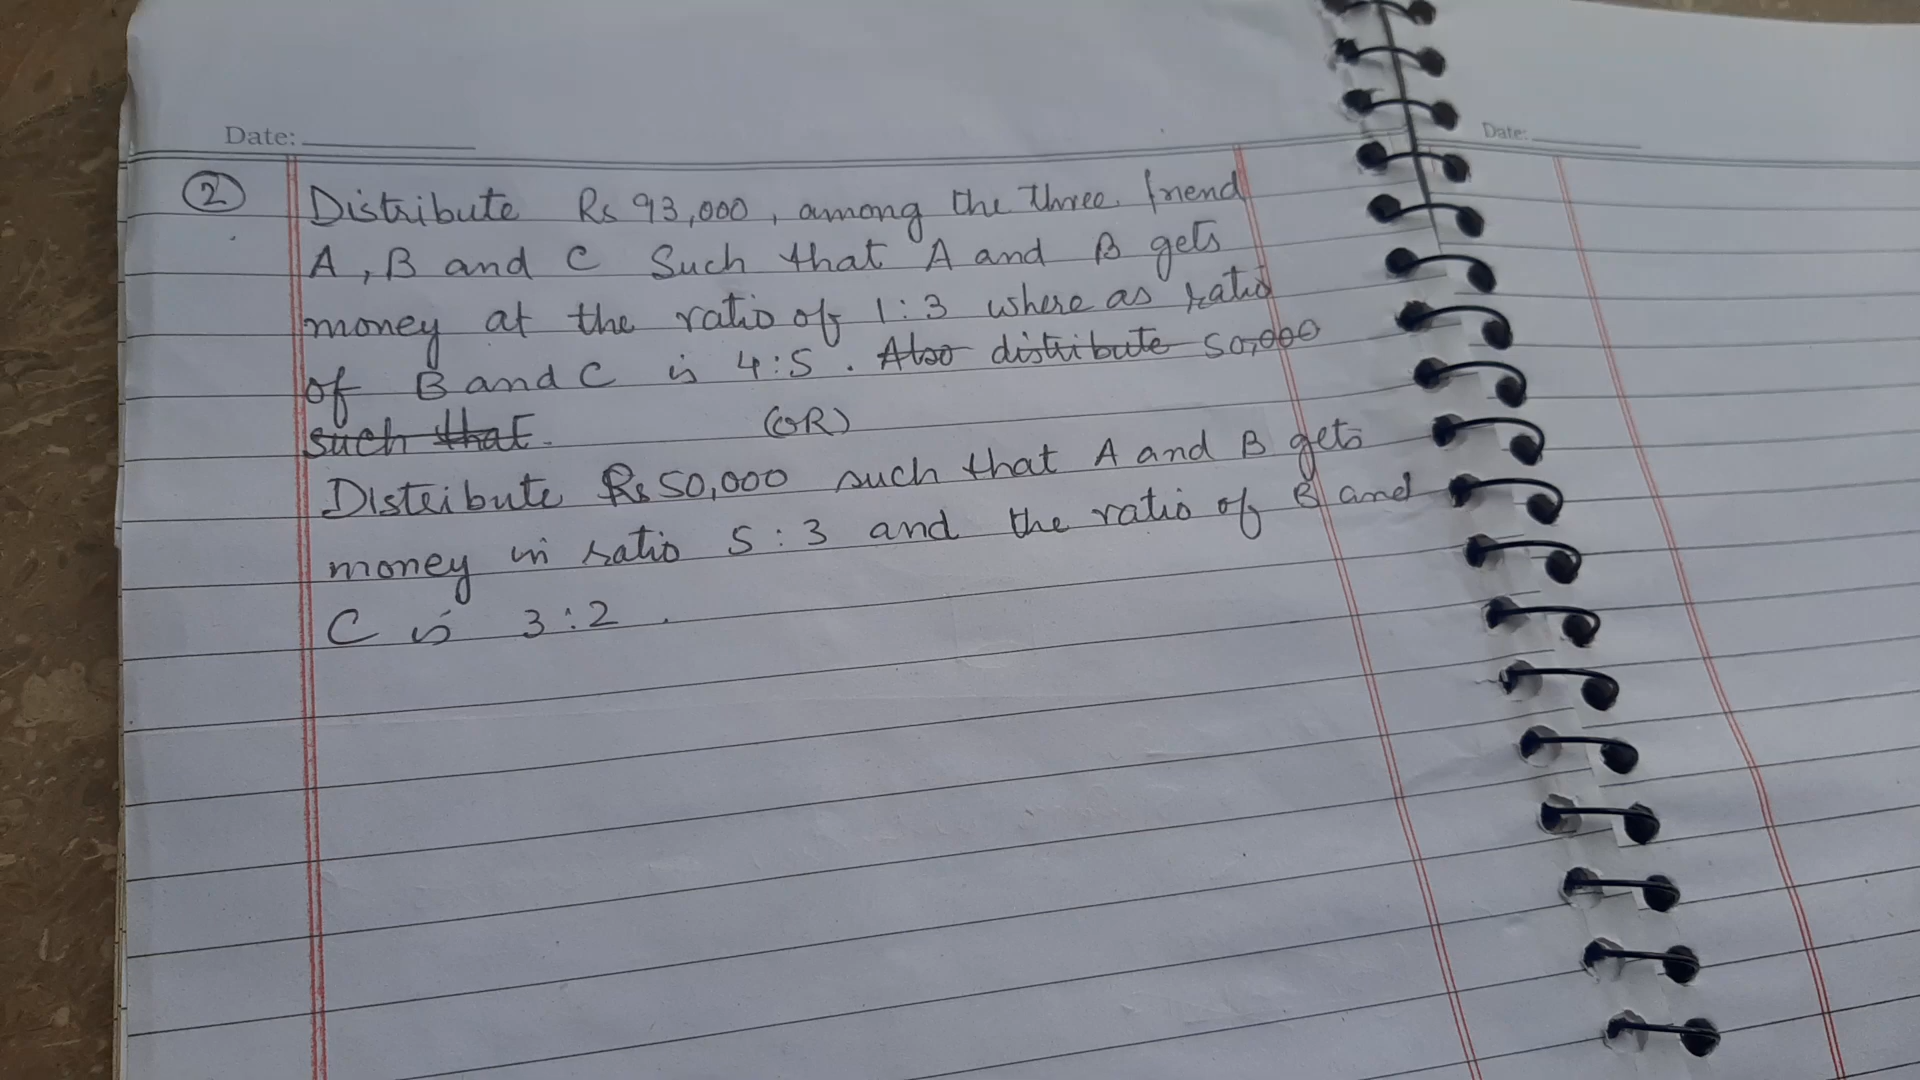 Date:
Date:
② Distribute Rs 93,000, among the three friend
A, B and C Such that A and B gets
money at the ratio of 1:3 where as ratio
of B and C is 4:5. Also distribute 50,000
such that.
(OR)
Distribute Rs 50,000 such that A and B gets
money in ratio 5:3 and the ratio of B and
C is 3:2.